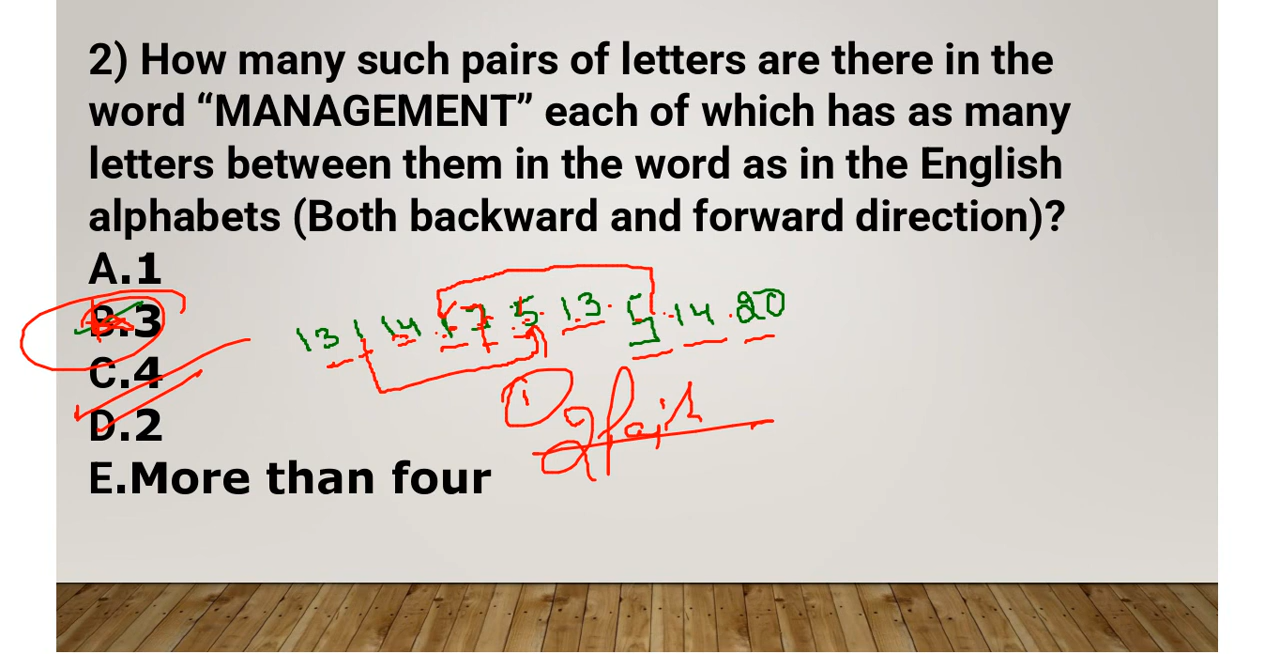 2) How many such pairs of letters are there in the
word “MANAGEMENT” each of which has as many
letters between them in the word as in the English
alphabets (Both backward and forward direction)?
A.1
B.3
C.4
D.2
E.More than four
13 1 14 1 7 5 13 5 14 20
1
2 Pair